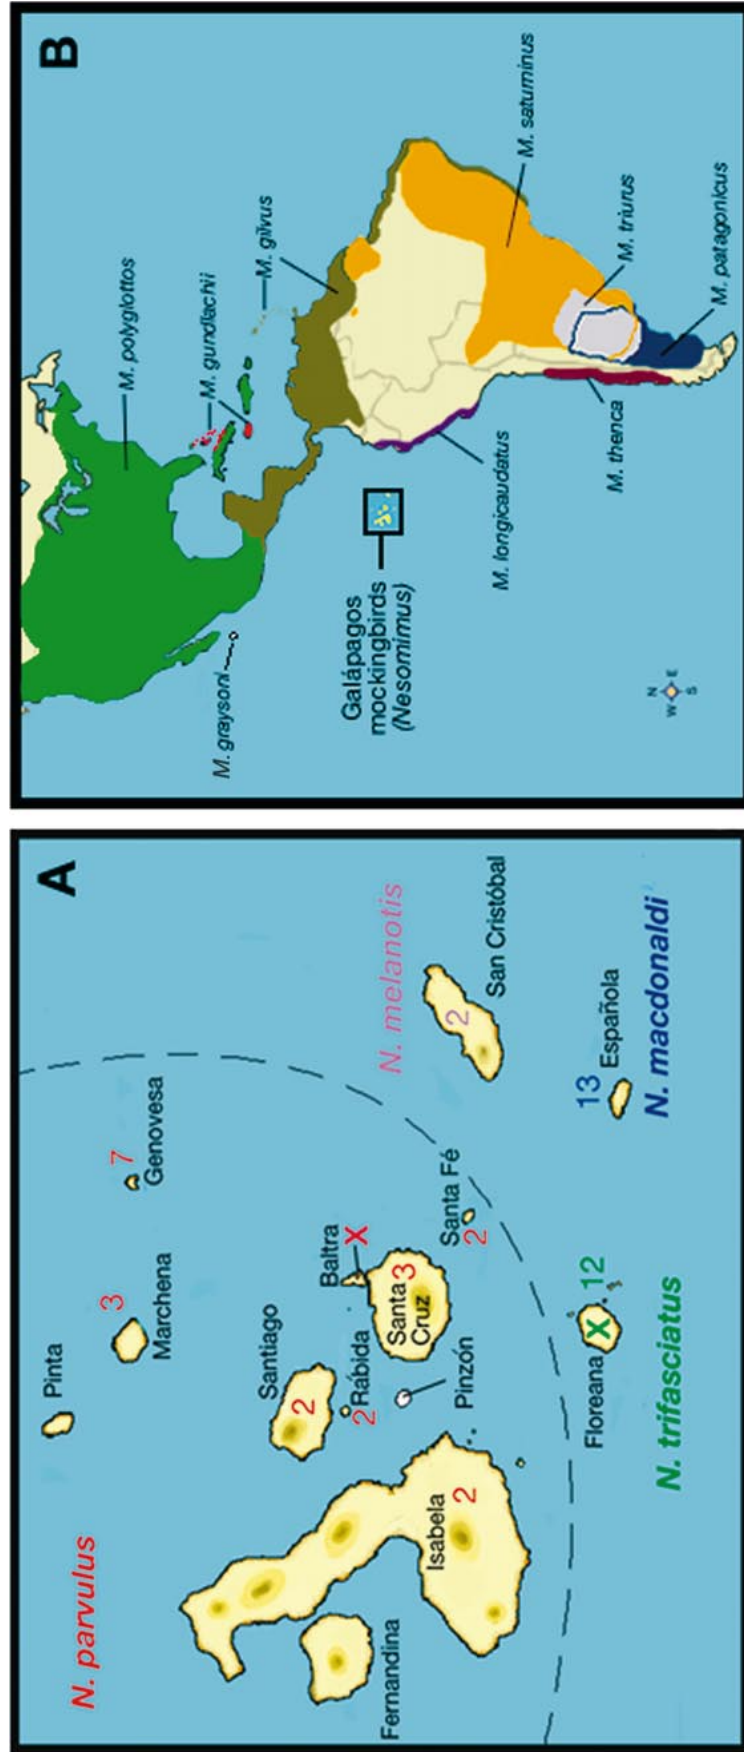 A
N. parvulus
Pinta
3
Marchena
7
Genovesa
Santiago
2
Rábida
2
Baltra
X
Santa
Cruz
3
Pinzón
Santa Fé
2
Isabela
2
Fernandina
N. melanotis
2
San Cristóbal
Floreana
X
12
N. trifasciatus
13
Española
N. macdonaldi
B
M. polyglottos
M. gundlachii
M. gilvus
M. graysoni
Galápagos
mockingbirds
(Nesomimus)
M. longicaudatus
M. saturninus
M. triurus
M. thenca
M. patagonicus
N
W
E
S